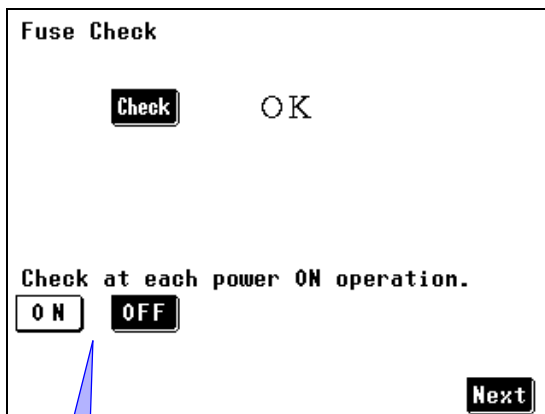 Fuse Check
Check OK
Check at each power ON operation.
ON OFF
Next